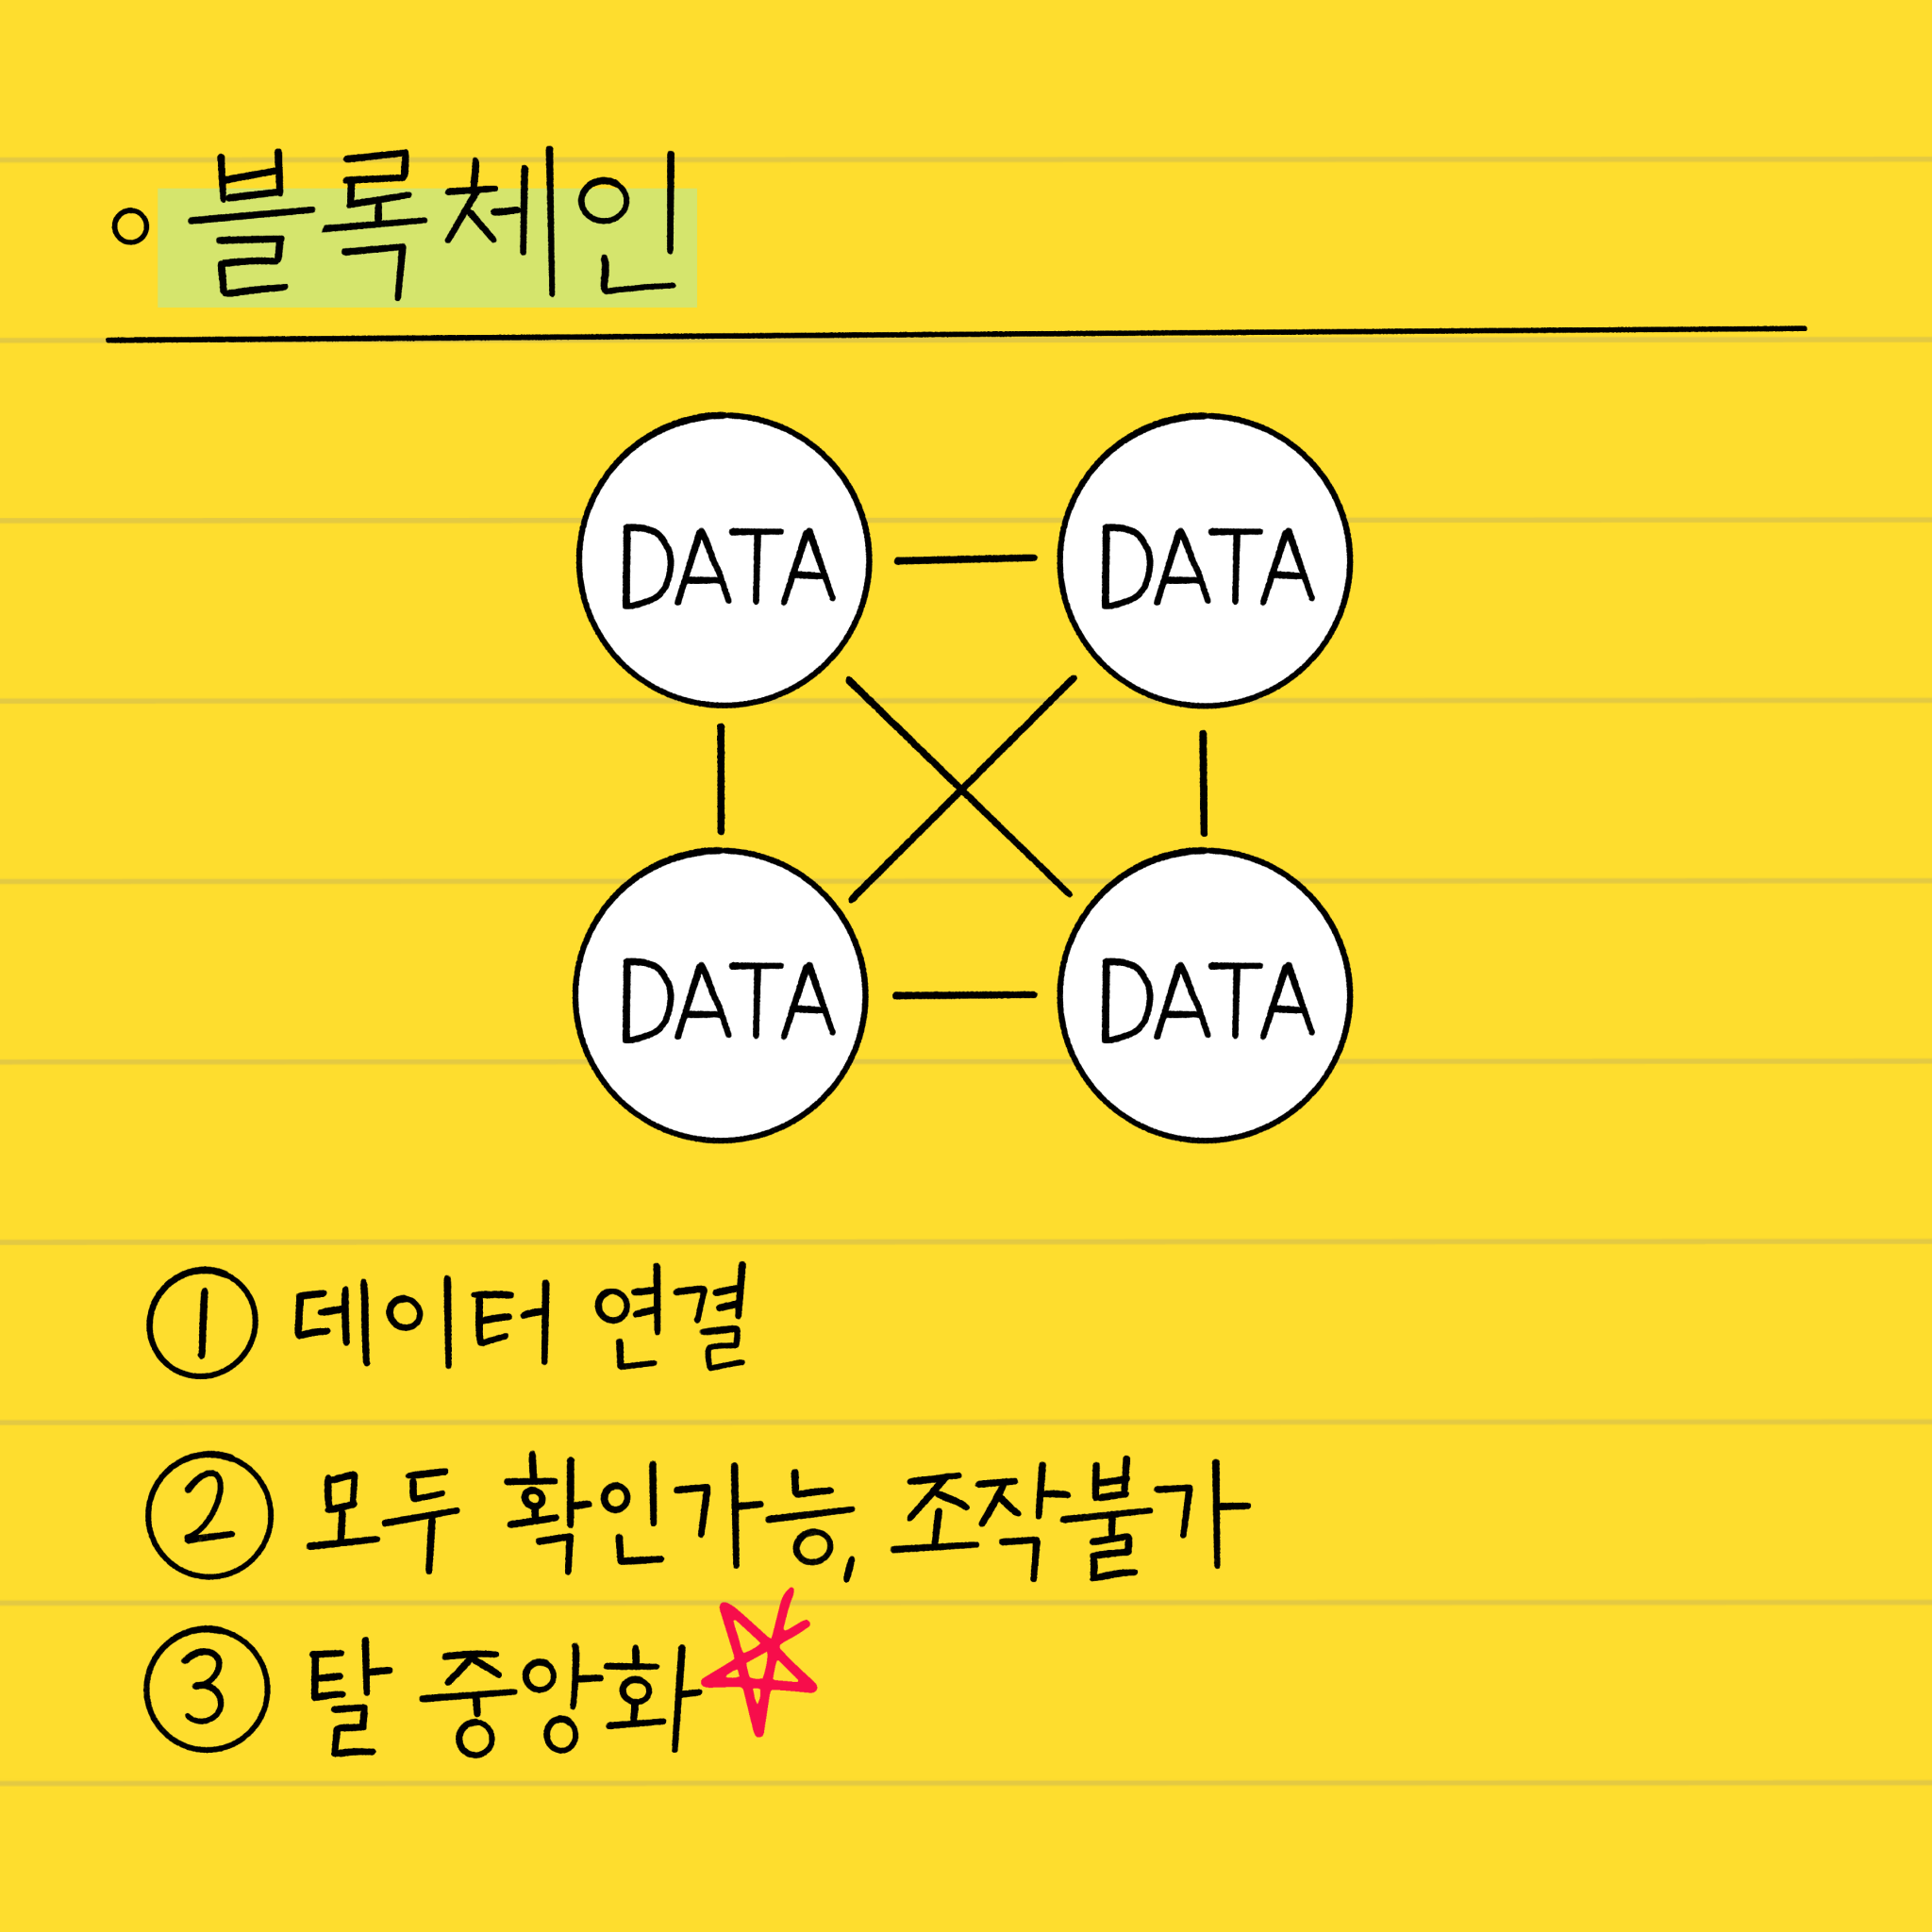 블록체인
DATA DATA
DATA DATA
① 데이터 연결
② 모두 확인가능, 조작불가
③ 탈 중앙화